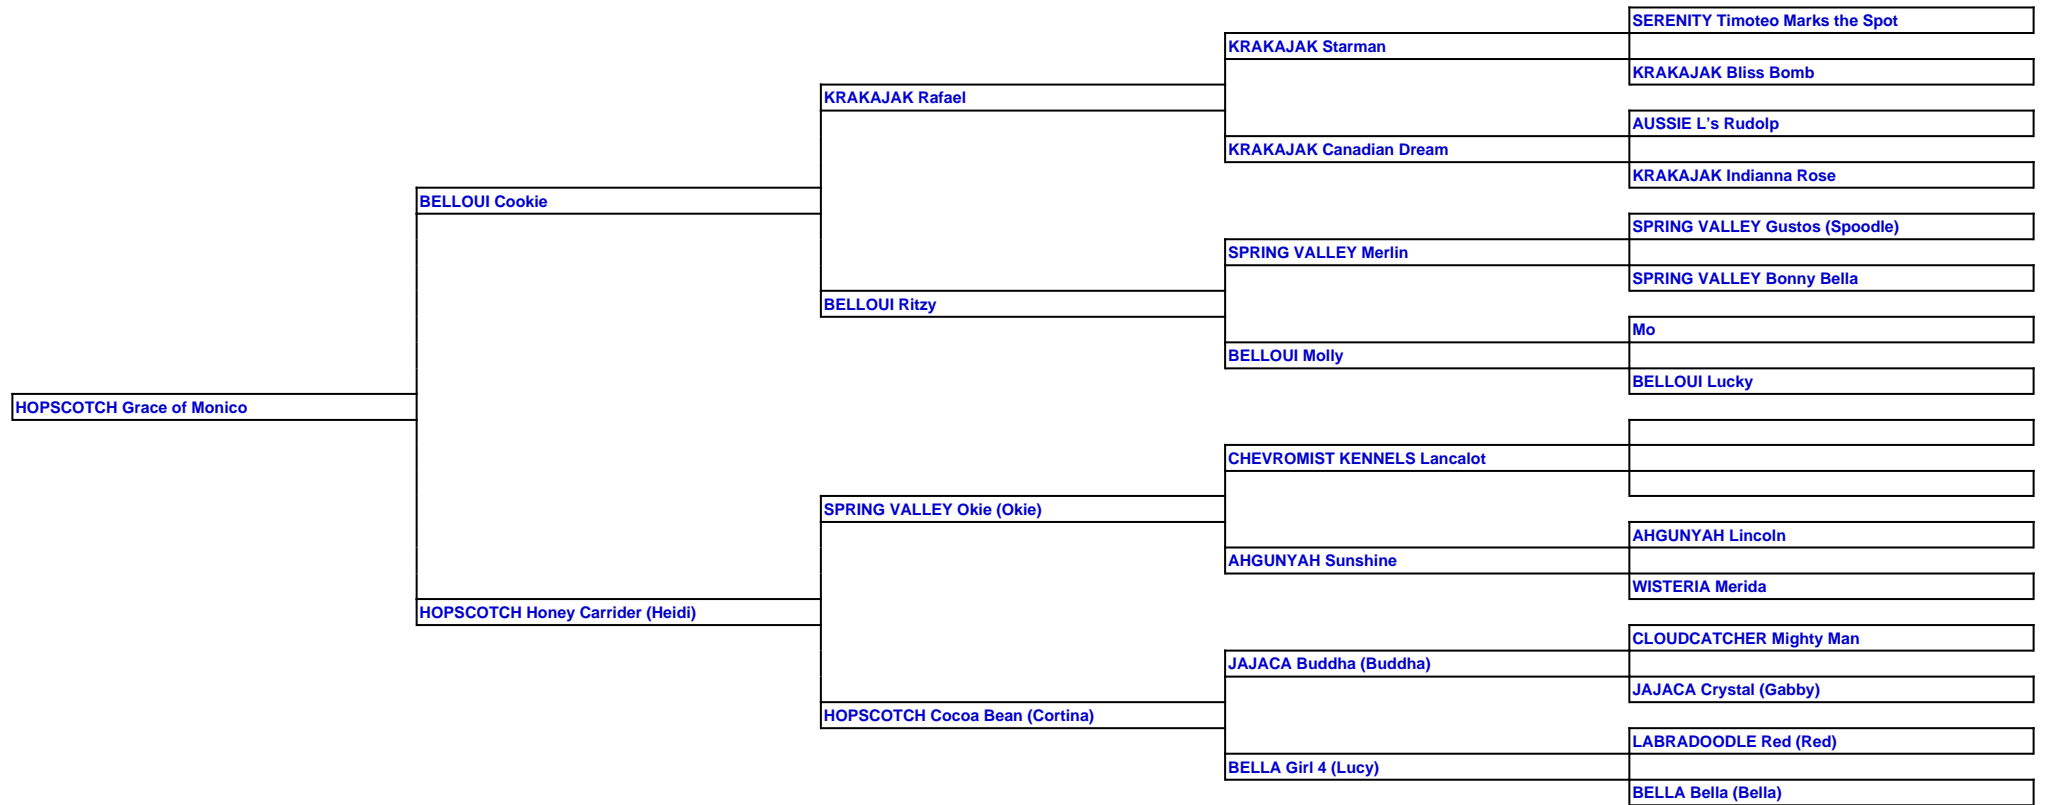 SERENITY Timoteo Marks the Spot
KRAKAJAK Starman
KRAKAJAK Bliss Bomb
KRAKAJAK Rafael
AUSSIE L's Rudolp
KRAKAJAK Canadian Dream
KRAKAJAK Indianna Rose
BELLOUI Cookie
SPRING VALLEY Gustos (Spoodle)
SPRING VALLEY Merlin
SPRING VALLEY Bonny Bella
BELLOUI Ritzy
Mo
BELLOUI Molly
BELLOUI Lucky
HOPSCOTCH Grace of Monico
CHEVROMIST KENNELS Lancalot
SPRING VALLEY Okie (Okie)
AHGUNYAH Lincoln
AHGUNYAH Sunshine
WISTERIA Merida
HOPSCOTCH Honey Carrider (Heidi)
CLOUDCATCHER Mighty Man
JAJACA Buddha (Buddha)
JAJACA Crystal (Gabby)
HOPSCOTCH Cocoa Bean (Cortina)
LABRADOODLE Red (Red)
BELLA Girl 4 (Lucy)
BELLA Bella (Bella)